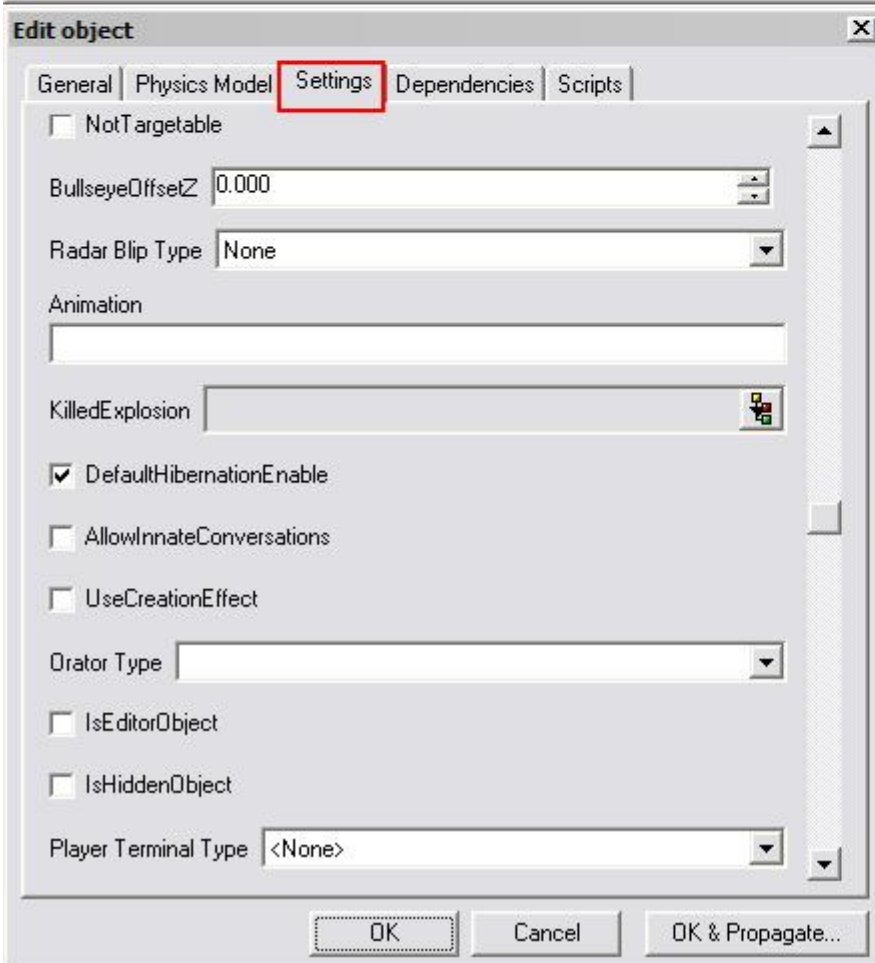 Edit object
General Physics Model Settings Dependencies Scripts
NotTargetable
BullseyeOffsetZ 0.000
Radar Blip Type None
Animation
KilledExplosion
DefaultHibernationEnable
AllowInnateConversations
UseCreationEffect
Orator Type
IsEditorObject
IsHiddenObject
Player Terminal Type <None>
OK Cancel OK & Propagate...